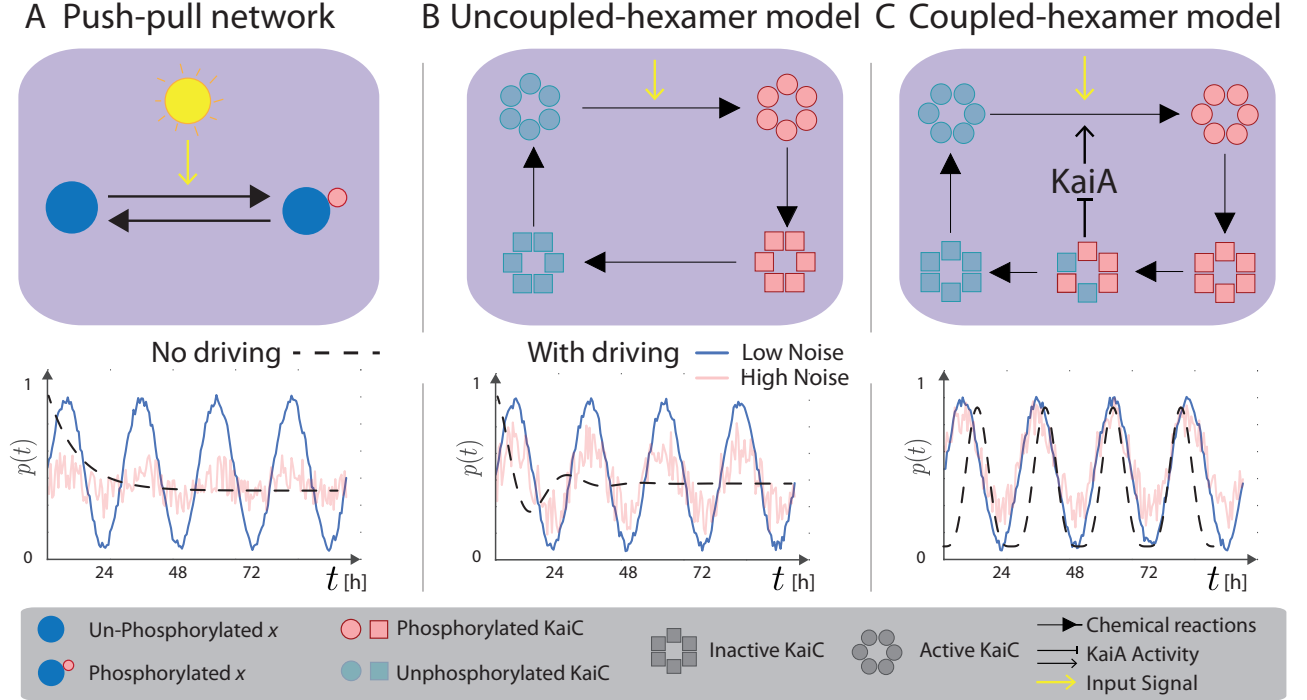 A Push-pull network
B Uncoupled-hexamer model
C Coupled-hexamer model
KaiA
No driving
With driving
Low Noise
High Noise
1
p(t)
0
24 48 72 t [h]
1
p(t)
0
24 48 72 t [h]
1
p(t)
0
24 48 72 t [h]
Un-Phosphorylated x
Phosphorylated x
Phosphorylated KaiC
Unphosphorylated KaiC
Inactive KaiC
Active KaiC
Chemical reactions
KaiA Activity
Input Signal